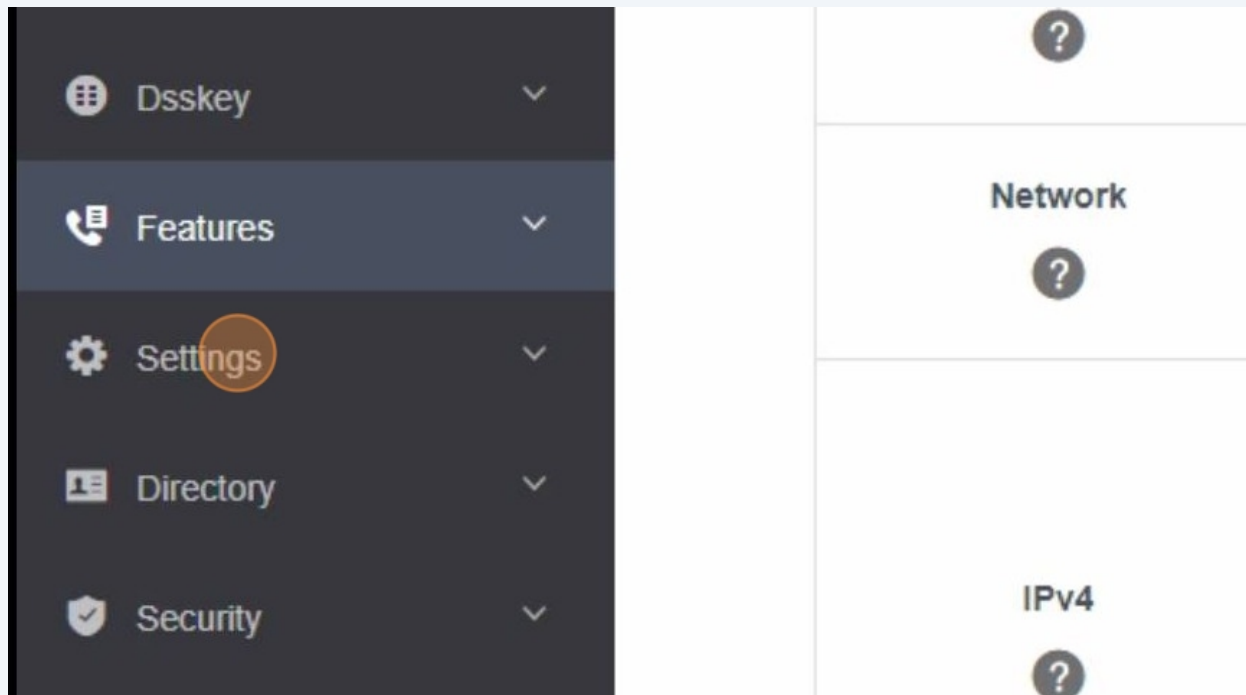 Dsskey
Features
Settings
Directory
Security
Network
IPv4